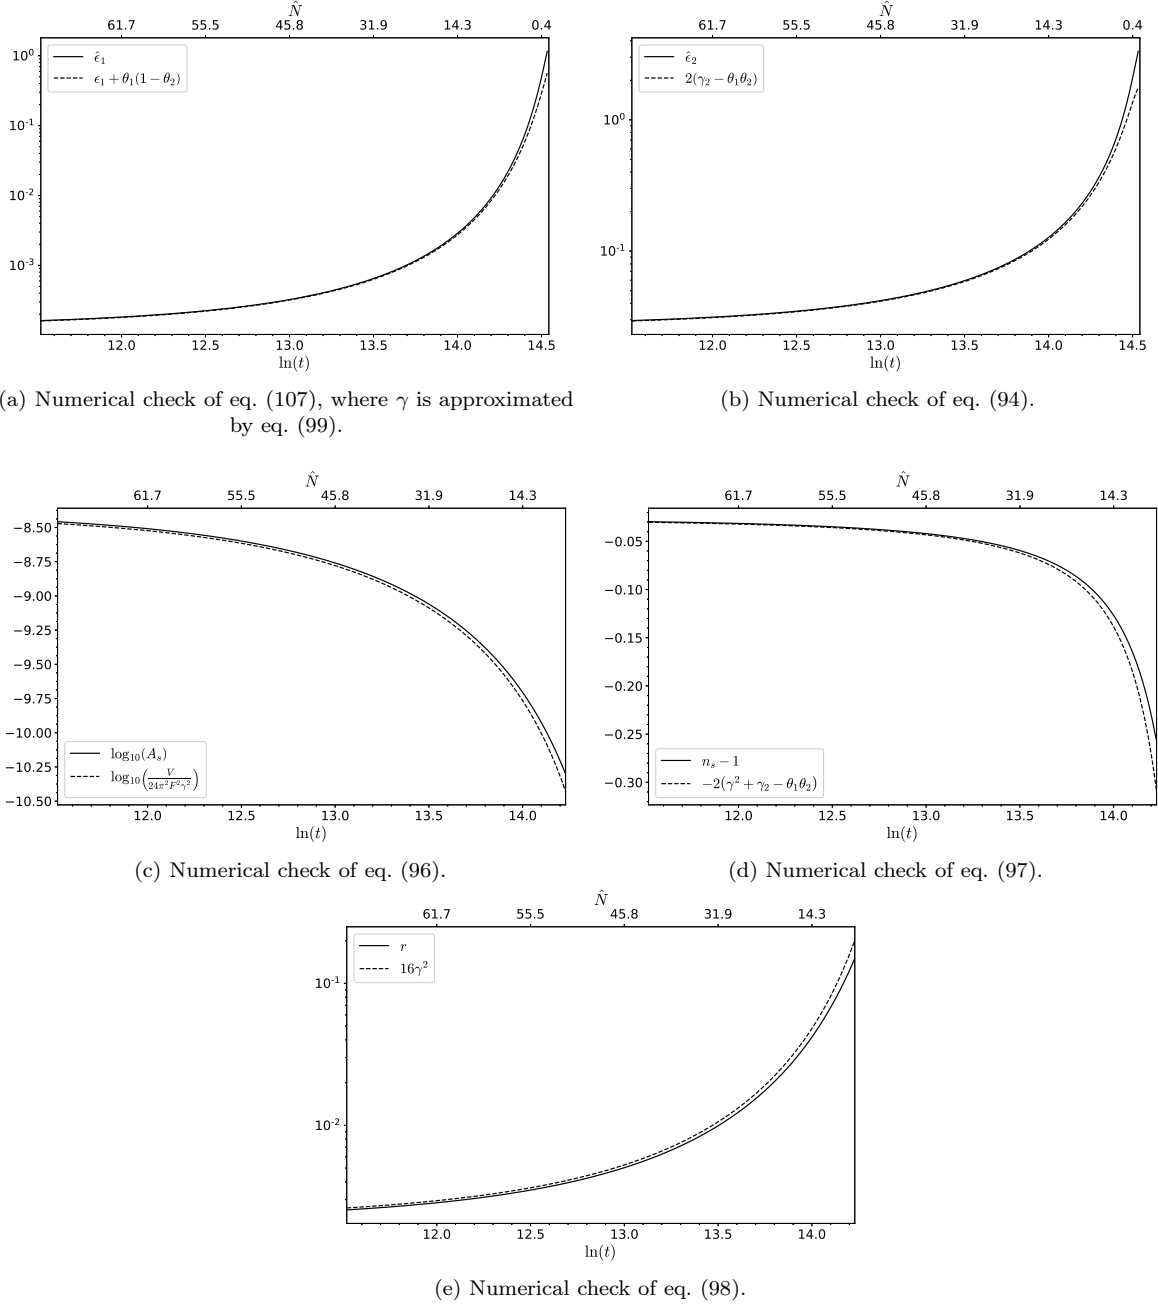 N̂
61.7 55.5 45.8 31.9 14.3 0.4
10⁰
10⁻¹
10⁻²
10⁻³
ϵ̂₁
ϵ₁ + θ₁(1 − θ₂)
12.0 12.5 13.0 13.5 14.0 14.5
ln(t)
(a) Numerical check of eq. (107), where γ is approximated
by eq. (99).
N̂
61.7 55.5 45.8 31.9 14.3 0.4
10⁰
10⁻¹
ϵ̂₂
2(γ₂ − θ₁θ₂)
12.0 12.5 13.0 13.5 14.0 14.5
ln(t)
(b) Numerical check of eq. (94).
N̂
61.7 55.5 45.8 31.9 14.3
−8.50
−8.75
−9.00
−9.25
−9.50
−9.75
−10.00
−10.25
−10.50
log₁₀(Aₛ)
log₁₀(V/24π²F²γ²)
12.0 12.5 13.0 13.5 14.0
ln(t)
(c) Numerical check of eq. (96).
N̂
61.7 55.5 45.8 31.9 14.3
−0.05
−0.10
−0.15
−0.20
−0.25
−0.30
nₛ − 1
−2(γ² + γ₂ − θ₁θ₂)
12.0 12.5 13.0 13.5 14.0
ln(t)
(d) Numerical check of eq. (97).
N̂
61.7 55.5 45.8 31.9 14.3
10⁻¹
10⁻²
r
16γ²
12.0 12.5 13.0 13.5 14.0
ln(t)
(e) Numerical check of eq. (98).